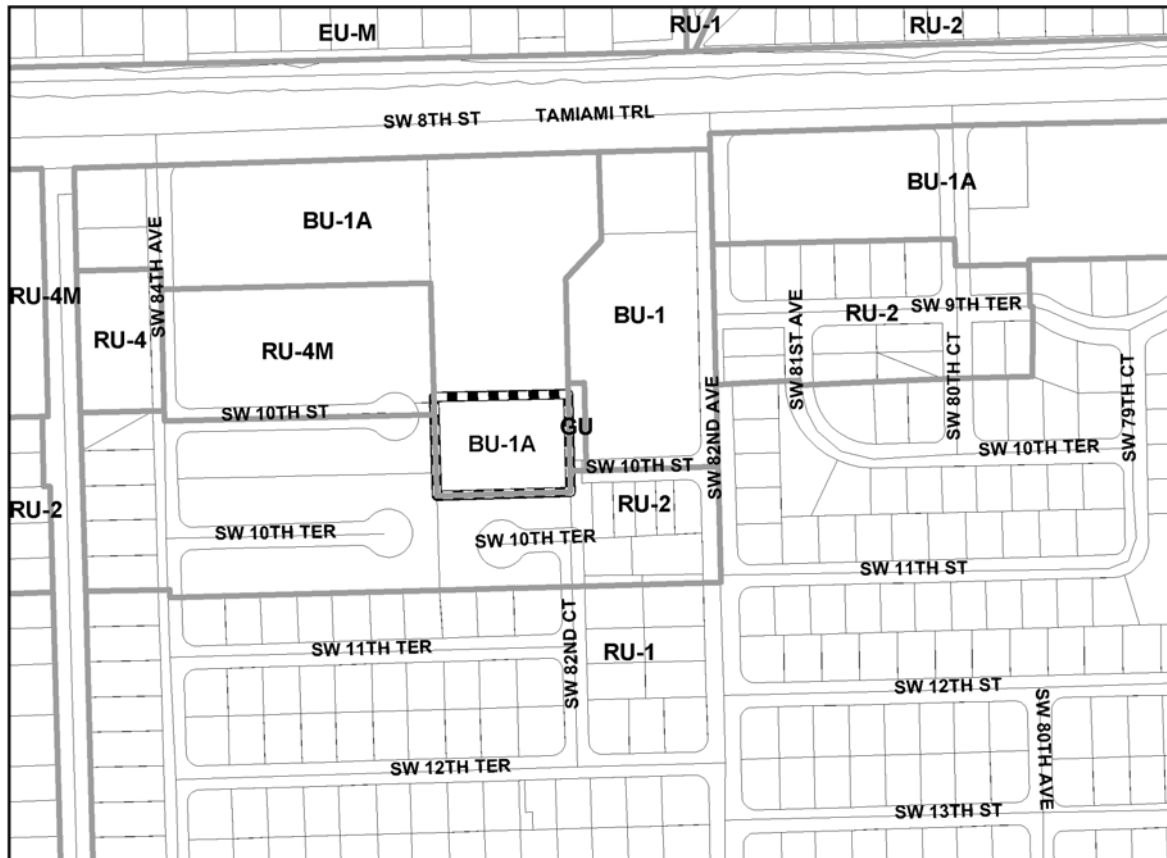 EU-M
RU-1
RU-2
SW 8TH ST
TAMIAMI TRL
BU-1A
BU-1A
SW 84TH AVE
RU-4M
RU-4
RU-4M
BU-1
SW 81ST AVE
RU-2
SW 9TH TER
SW 80TH CT
SW 79TH CT
SW 10TH ST
BU-1A
GU
SW 10TH ST
SW 82ND AVE
SW 10TH TER
RU-2
RU-2
SW 10TH TER
SW 10TH TER
SW 11TH ST
SW 11TH TER
SW 82ND CT
RU-1
SW 12TH ST
SW 80TH AVE
SW 12TH TER
SW 13TH ST